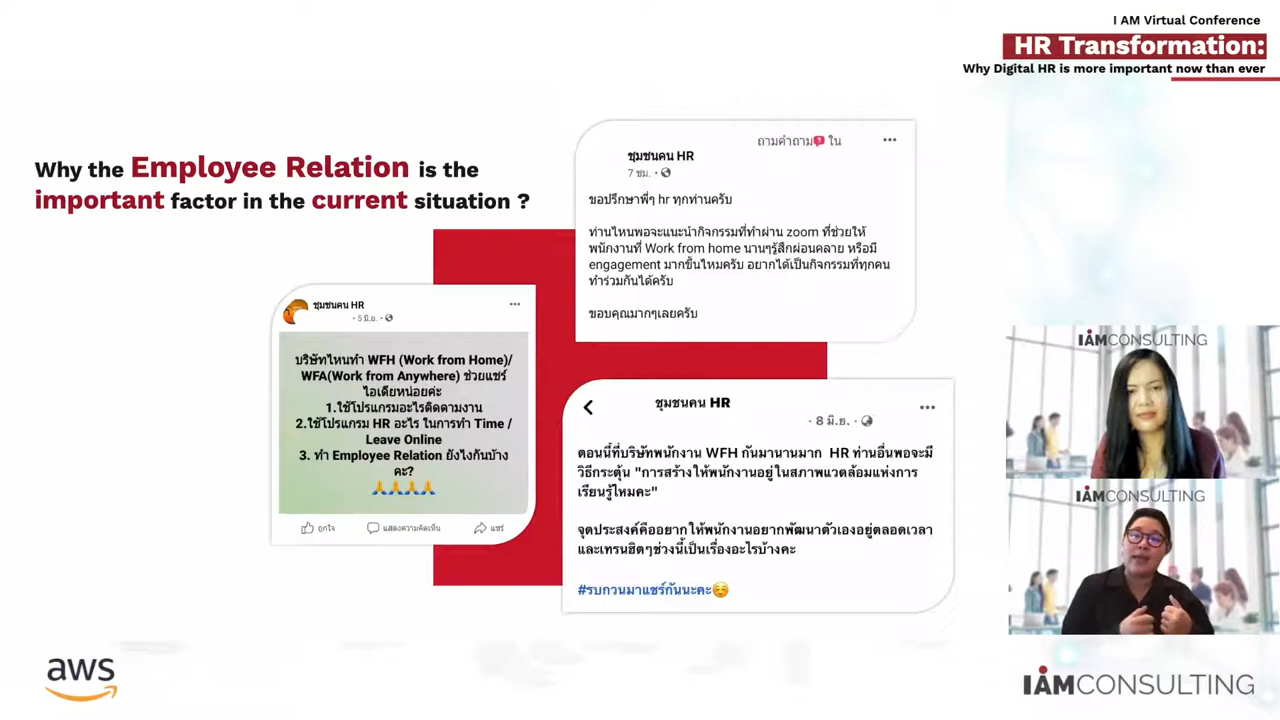 I AM Virtual Conference
HR Transformation:
Why Digital HR is more important now than ever
Why the Employee Relation is the
important factor in the current situation ?
ถามคำถาม ใน
ชุมชนคน HR
7 ชม.
ขอปรึกษาพี่ๆ hr ทุกท่านครับ
ท่านไหนพอจะแนะนำกิจกรรมที่ทำผ่าน zoom ที่ช่วยให้
พนักงานที่ Work from home นานๆรู้สึกผ่อนคลาย หรือมี
engagement มากขึ้นไหมครับ อยากได้เป็นกิจกรรมที่ทุกคน
ทำร่วมกันได้ครับ
ขอบคุณมากๆเลยครับ
ชุมชนคน HR
5 มิ.ย.
บริษัทไหนทำ WFH (Work from Home)/
WFA(Work from Anywhere) ช่วยแชร์
ไอเดียหน่อยค่ะ
1.ใช้โปรแกรมอะไรติดตามงาน
2.ใช้โปรแกรม HR อะไร ในการทำ Time /
Leave Online
3. ทำ Employee Relation ยังไงกันบ้าง
คะ?
🙏🙏🙏🙏
ถูกใจ แสดงความคิดเห็น แชร์
ชุมชนคน HR
8 มิ.ย.
ตอนนี้ที่บริษัทพนักงาน WFH กันมานานมาก HR ท่านอื่นพอจะมี
วิธีกระตุ้น "การสร้างให้พนักงานอยู่ในสภาพแวดล้อมแห่งการ
เรียนรู้ไหมคะ"
จุดประสงค์คืออยากให้พนักงานอยากพัฒนาตัวเองอยู่ตลอดเวลา
และเทรนฮิตๆช่วงนี้เป็นเรื่องอะไรบ้างคะ
#รบกวนมาแชร์กันนะคะ☺️
IAMCONSULTING
IAMCONSULTING
aws
IAMCONSULTING